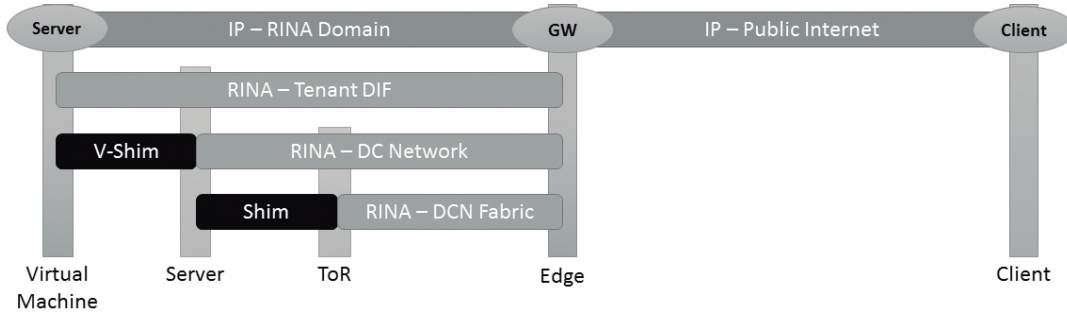 Server
IP – RINA Domain
GW
IP – Public Internet
Client
RINA – Tenant DIF
V-Shim
RINA – DC Network
Shim
RINA – DCN Fabric
Virtual
Machine
Server
ToR
Edge
Client